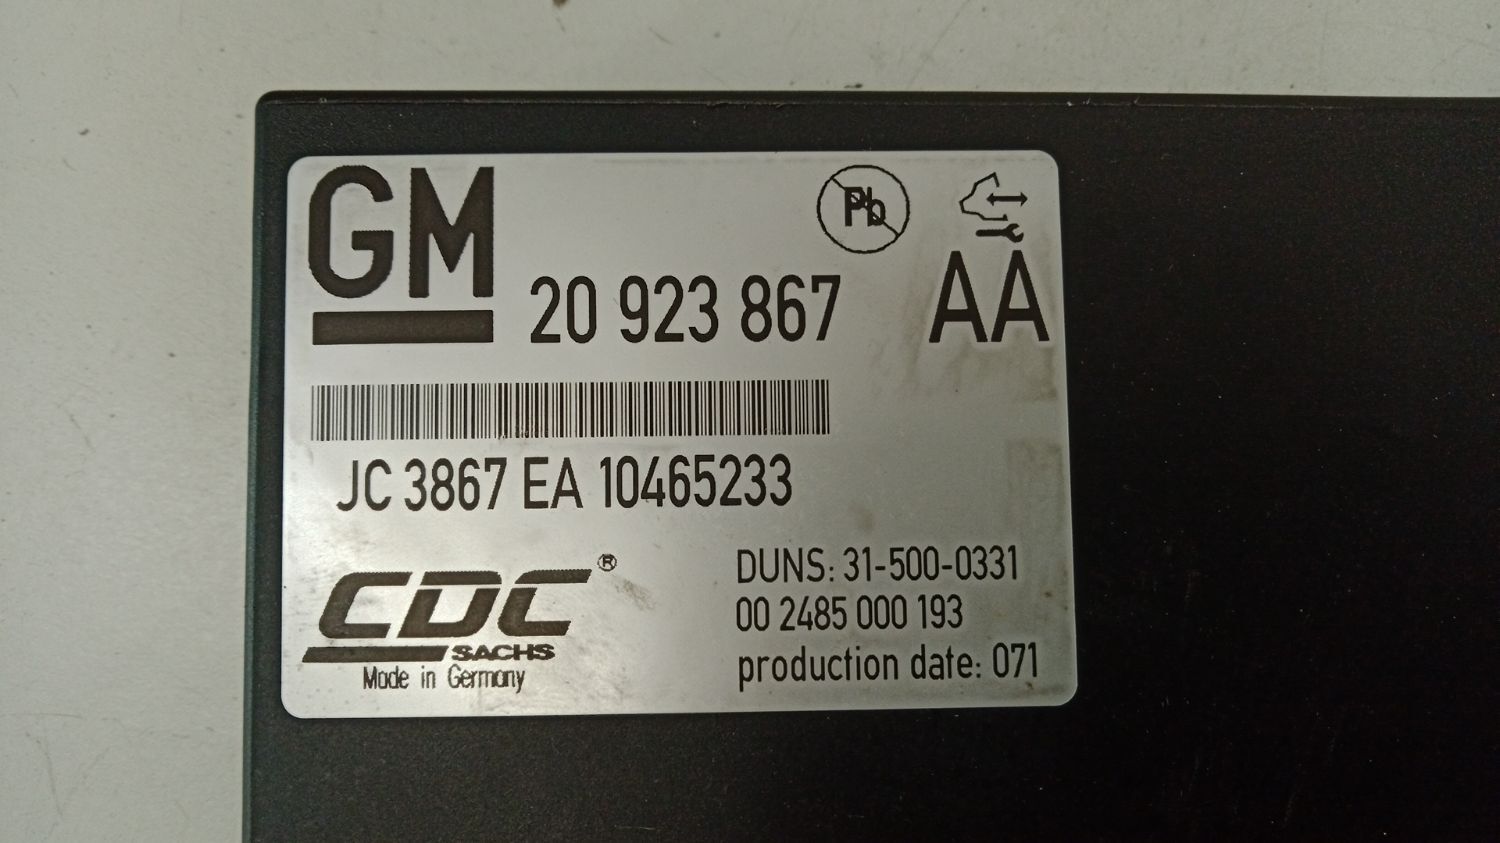 GM
Pb
20 923 867
AA
JC 3867 EA 10465233
CDC®
SACHS
Made in Germany
DUNS: 31-500-0331
00 2485 000 193
production date: 071